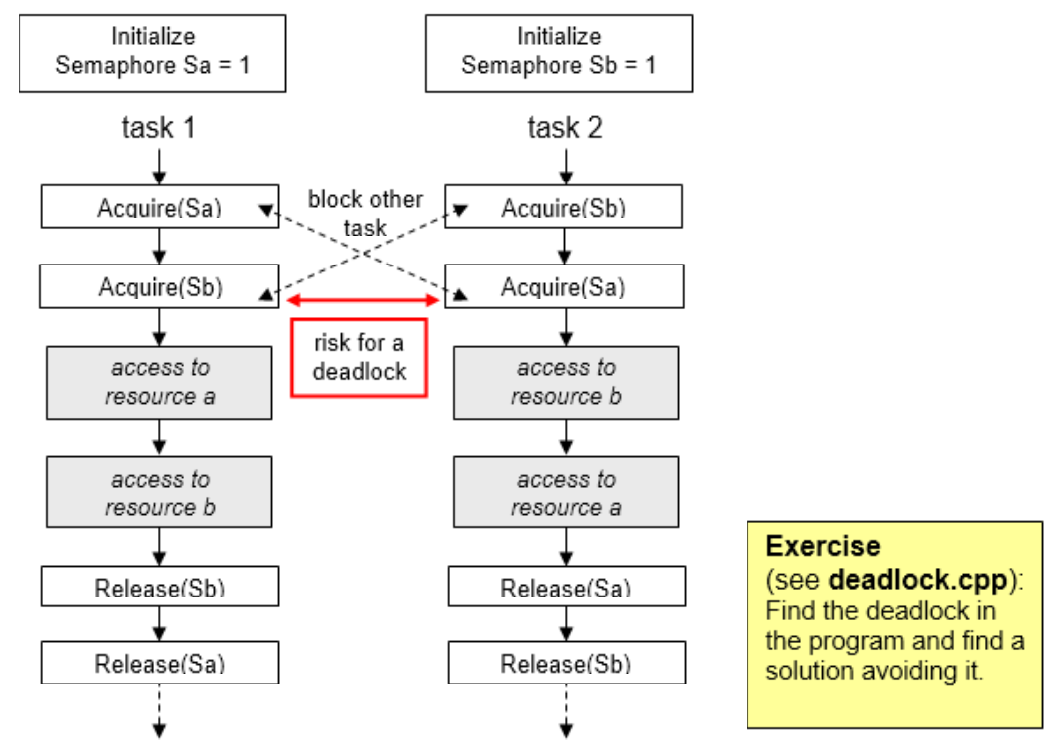 Initialize
Semaphore Sa = 1
Initialize
Semaphore Sb = 1
task 1
task 2
Acquire(Sa)
block other
task
Acquire(Sb)
Acquire(Sb)
Acquire(Sa)
risk for a
deadlock
access to
resource a
access to
resource b
access to
resource b
access to
resource a
Release(Sb)
Release(Sa)
Release(Sa)
Release(Sb)
Exercise
(see deadlock.cpp):
Find the deadlock in
the program and find a
solution avoiding it.